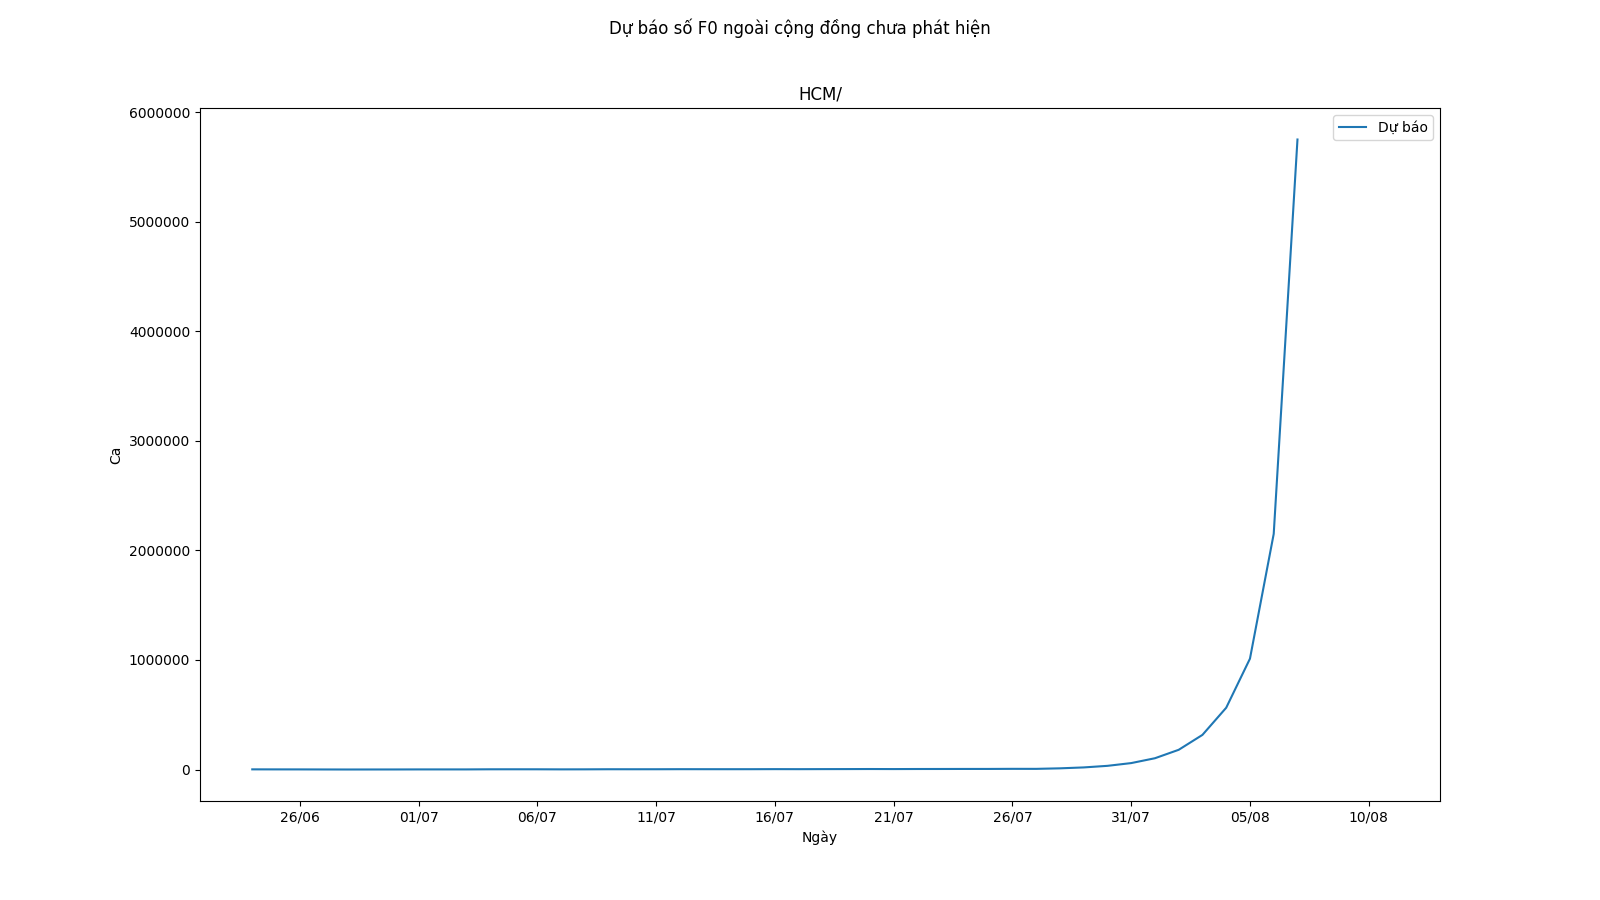 Dự báo số F0 ngoài cộng đồng chưa phát hiện
HCM/
Dự báo
6000000
5000000
4000000
3000000
2000000
1000000
0
Ca
26/06 01/07 06/07 11/07 16/07 21/07 26/07 31/07 05/08 10/08
Ngày